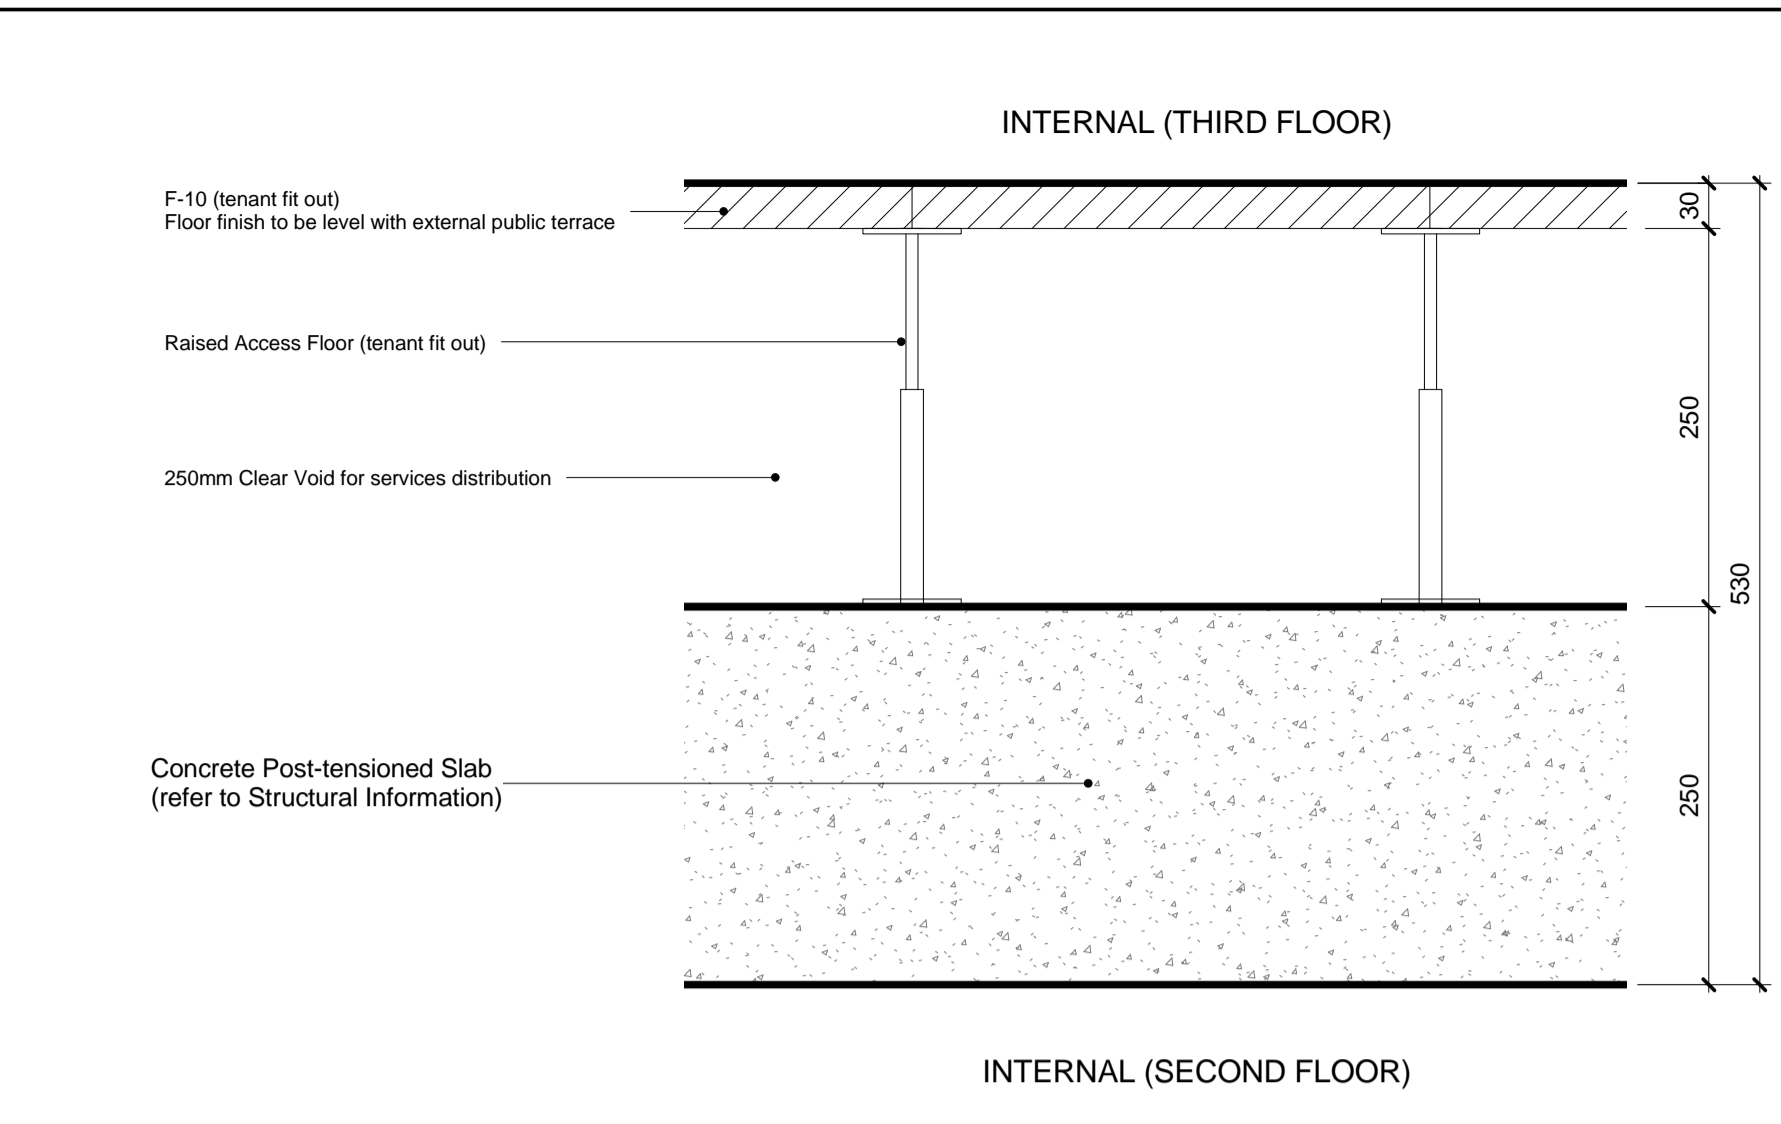 INTERNAL (THIRD FLOOR)
F-10 (tenant fit out)
Floor finish to be level with external public terrace
30
Raised Access Floor (tenant fit out)
250
250mm Clear Void for services distribution
530
Concrete Post-tensioned Slab
(refer to Structural Information)
250
INTERNAL (SECOND FLOOR)